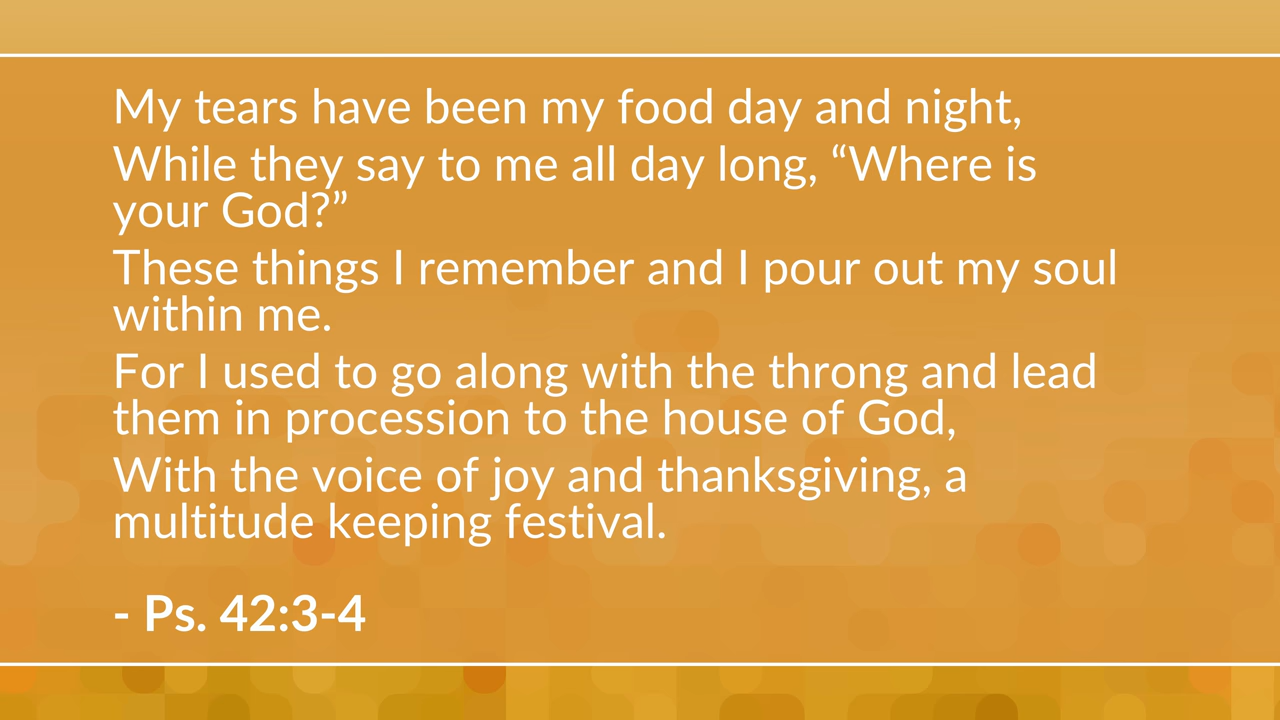 My tears have been my food day and night,
While they say to me all day long, “Where is
your God?”
These things I remember and I pour out my soul
within me.
For I used to go along with the throng and lead
them in procession to the house of God,
With the voice of joy and thanksgiving, a
multitude keeping festival.
- Ps. 42:3-4